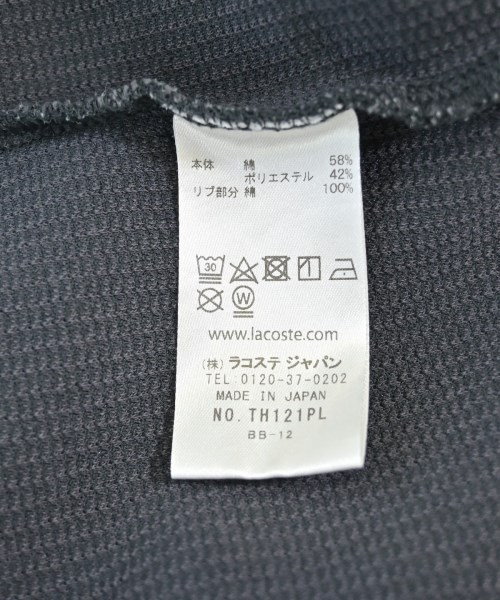 本体 綿 58%
ポリエステル 42%
リブ部分 綿 100%
30
W
www.lacoste.com
(株) ラコステ ジャパン
TEL:0120-37-0202
MADE IN JAPAN
NO. TH121PL
BB-12